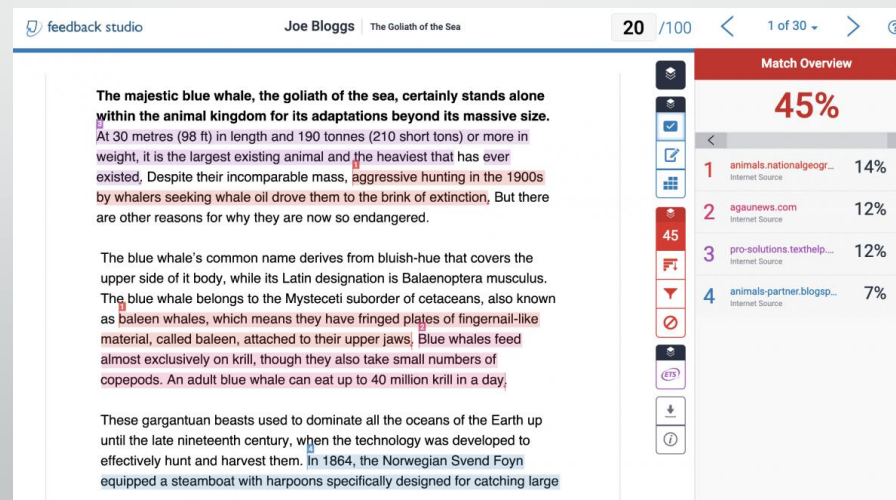 feedback studio
Joe Bloggs
The Goliath of the Sea
20 /100
1 of 30
The majestic blue whale, the goliath of the sea, certainly stands alone
within the animal kingdom for its adaptations beyond its massive size.
3
At 30 metres (98 ft) in length and 190 tonnes (210 short tons) or more in
weight, it is the largest existing animal and the heaviest that has ever
1
existed. Despite their incomparable mass, aggressive hunting in the 1900s
by whalers seeking whale oil drove them to the brink of extinction. But there
are other reasons for why they are now so endangered.
The blue whale's common name derives from bluish-hue that covers the
upper side of it body, while its Latin designation is Balaenoptera musculus.
The blue whale belongs to the Mysteceti suborder of cetaceans, also known
1
as baleen whales, which means they have fringed plates of fingernail-like
2
material, called baleen, attached to their upper jaws. Blue whales feed
almost exclusively on krill, though they also take small numbers of
copepods. An adult blue whale can eat up to 40 million krill in a day.
These gargantuan beasts used to dominate all the oceans of the Earth up
until the late nineteenth century, when the technology was developed to
4
effectively hunt and harvest them. In 1864, the Norwegian Svend Foyn
equipped a steamboat with harpoons specifically designed for catching large
45
ETS
Match Overview
45%
1 animals.nationalgeogr... 14%
Internet Source
2 agaunews.com 12%
Internet Source
3 pro-solutions.texthelp.... 12%
Internet Source
4 animals-partner.blogsp... 7%
Internet Source